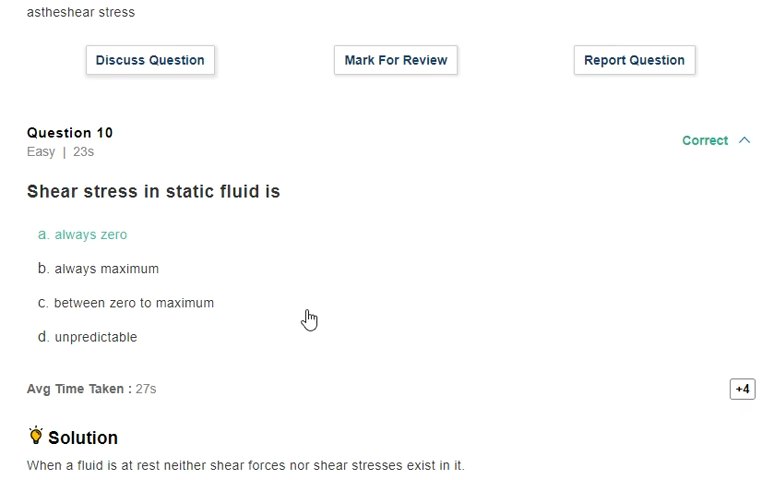 astheshear stress
Discuss Question Mark For Review Report Question
Question 10
Correct
Easy | 23s
Shear stress in static fluid is
a. always zero
b. always maximum
c. between zero to maximum
d. unpredictable
Avg Time Taken : 27s
+4
Solution
When a fluid is at rest neither shear forces nor shear stresses exist in it.